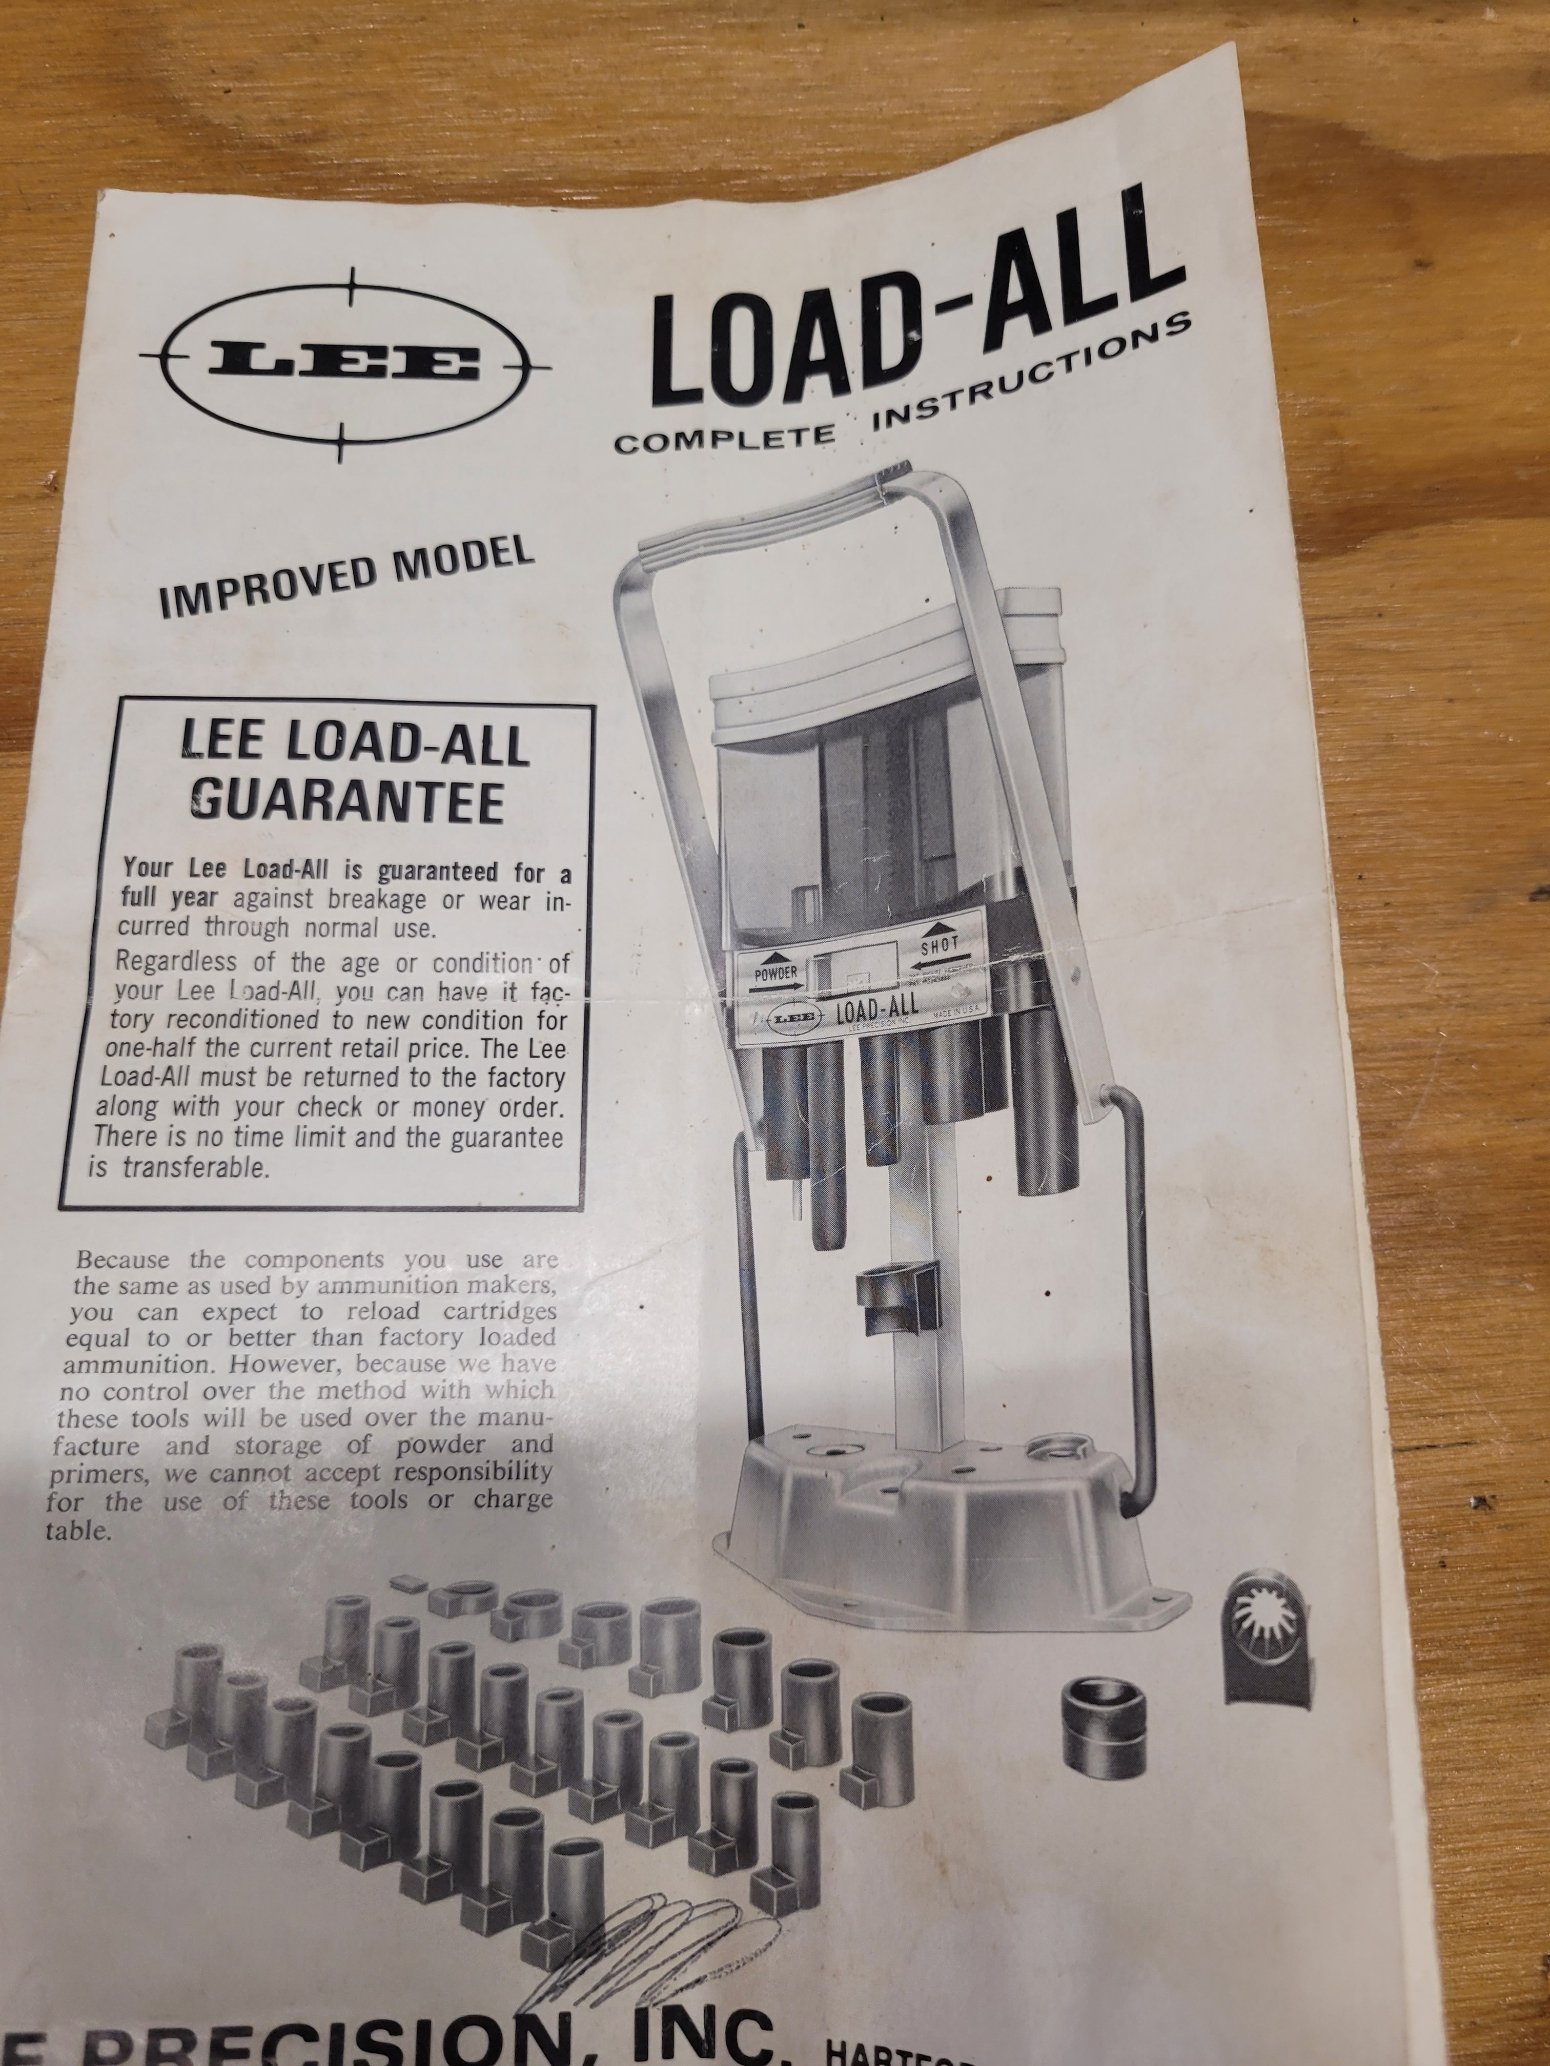 LEE
LOAD-ALL
COMPLETE INSTRUCTIONS
IMPROVED MODEL
LEE LOAD-ALL
GUARANTEE
Your Lee Load-All is guaranteed for a
full year against breakage or wear in-
curred through normal use.
Regardless of the age or condition of
your Lee Load-All, you can have it fac-
tory reconditioned to new condition for
one-half the current retail price. The Lee
Load-All must be returned to the factory
along with your check or money order.
There is no time limit and the guarantee
is transferable.
POWDER
SHOT
LEE LOAD-ALL
LEE PRECISION INC.
MADE IN U.S.A.
Because the components you use are
the same as used by ammunition makers,
you can expect to reload cartridges
equal to or better than factory loaded
ammunition. However, because we have
no control over the method with which
these tools will be used over the manu-
facture and storage of powder and
primers, we cannot accept responsibility
for the use of these tools or charge
table.
E PRECISION, INC. HARTFO